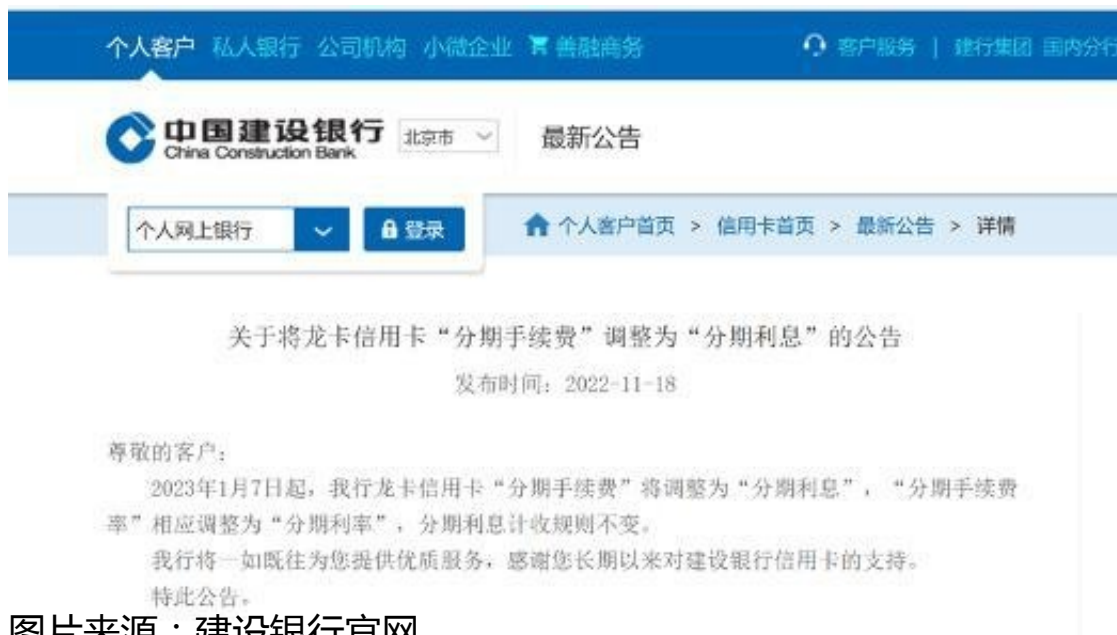 个人客户 私人银行 公司机构 小微企业 善融商务 客户服务 | 建行集团 国内分行
中国建设银行 北京市 最新公告
China Construction Bank
个人网上银行 登录 个人客户首页 > 信用卡首页 > 最新公告 > 详情
关于将龙卡信用卡“分期手续费”调整为“分期利息”的公告
发布时间：2022-11-18
尊敬的客户：
2023年1月7日起，我行龙卡信用卡“分期手续费”将调整为“分期利息”，“分期手续费
率”相应调整为“分期利率”，分期利息计收规则不变。
我行将一如既往为您提供优质服务，感谢您长期以来对建设银行信用卡的支持。
特此公告。
图片来源：建设银行官网